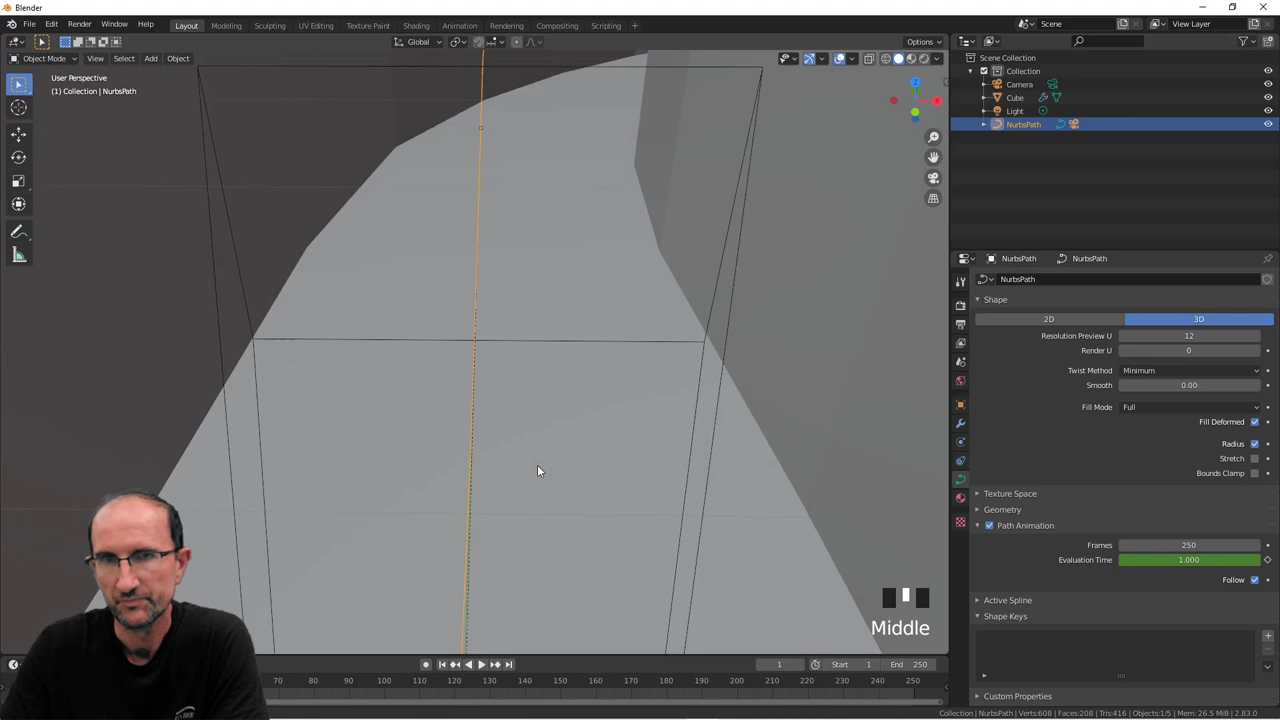 Blender
File Edit Render Window Help Layout Modeling Sculpting UV Editing Texture Paint Shading Animation Rendering Compositing Scripting + Scene View Layer
Global Options
Object Mode View Select Add Object
User Perspective
(1) Collection | NurbsPath
Scene Collection
Collection
Camera
Cube
Light
NurbsPath
NurbsPath NurbsPath
NurbsPath
Shape
2D 3D
Resolution Preview U 12
Render U 0
Twist Method Minimum
Smooth 0.00
Fill Mode Full
Fill Deformed
Radius
Stretch
Bounds Clamp
Texture Space
Geometry
Path Animation
Frames 250
Evaluation Time 1.000
Follow
Active Spline
Shape Keys
Custom Properties
Z
X
Middle
1 Start 1 End 250
20 30 40 50 60 70 80 90 100 110 120 130 140 150 160 170 180 190 200 210 220 230 240 250
Collection | NurbsPath | Verts:608 | Faces:208 | Tris:416 | Objects:1/5 | Mem: 26.5 MiB | 2.83.0